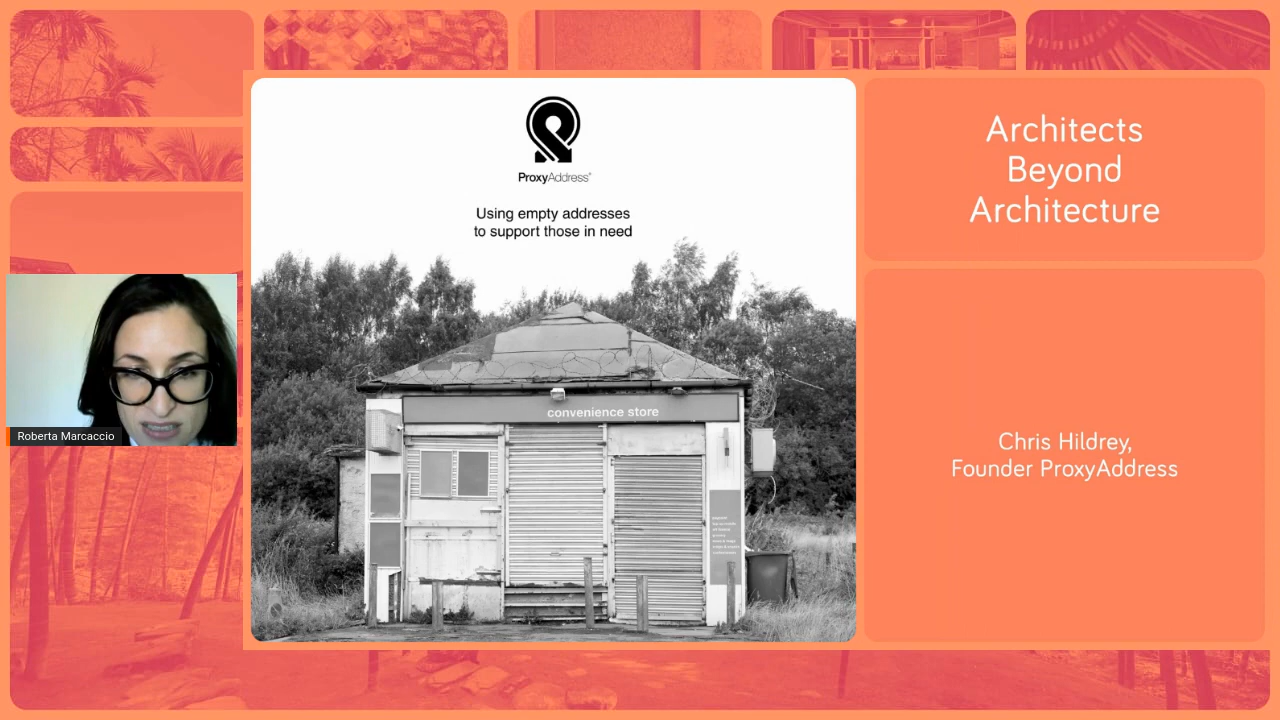 ProxyAddress®
Using empty addresses
to support those in need
convenience store
Architects
Beyond
Architecture
Chris Hildrey,
Founder ProxyAddress
Roberta Marcaccio